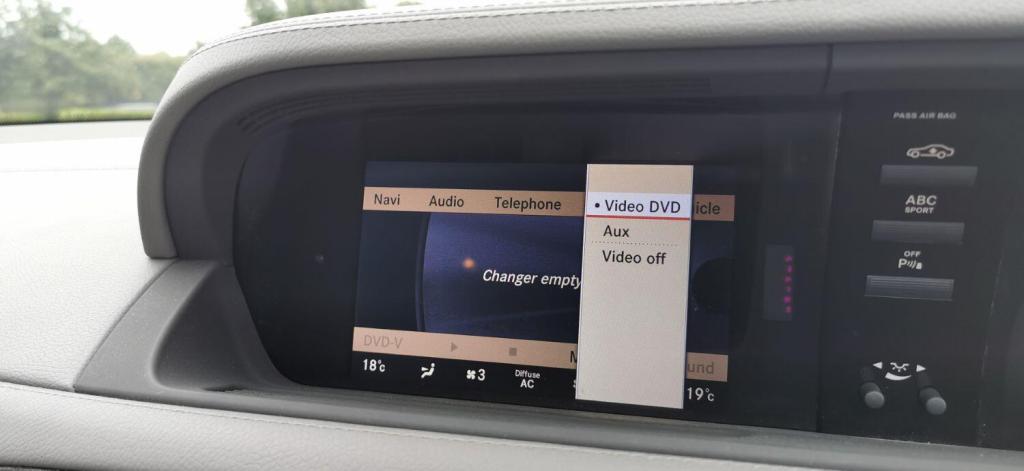 PASS AIR BAG
Navi Audio Telephone Video DVD icle
Aux
Video off
Changer empty
ABC
SPORT
OFF
P
DVD-V M und
18°c 3 Diffuse
AC 19°c